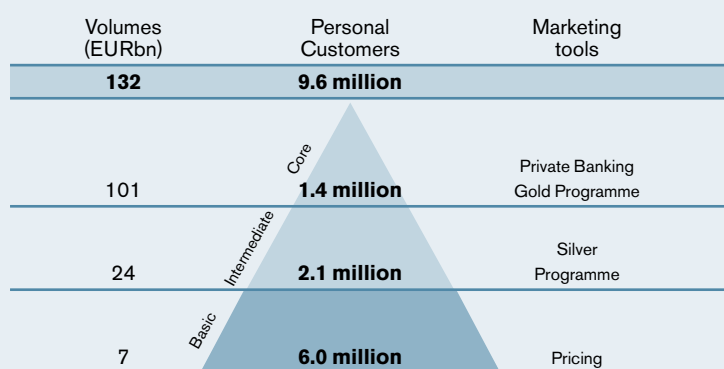 Volumes
(EURbn)
Personal
Customers
Marketing
tools
132
9.6 million
Core
101
1.4 million
Private Banking
Gold Programme
Intermediate
24
2.1 million
Silver
Programme
Basic
7
6.0 million
Pricing